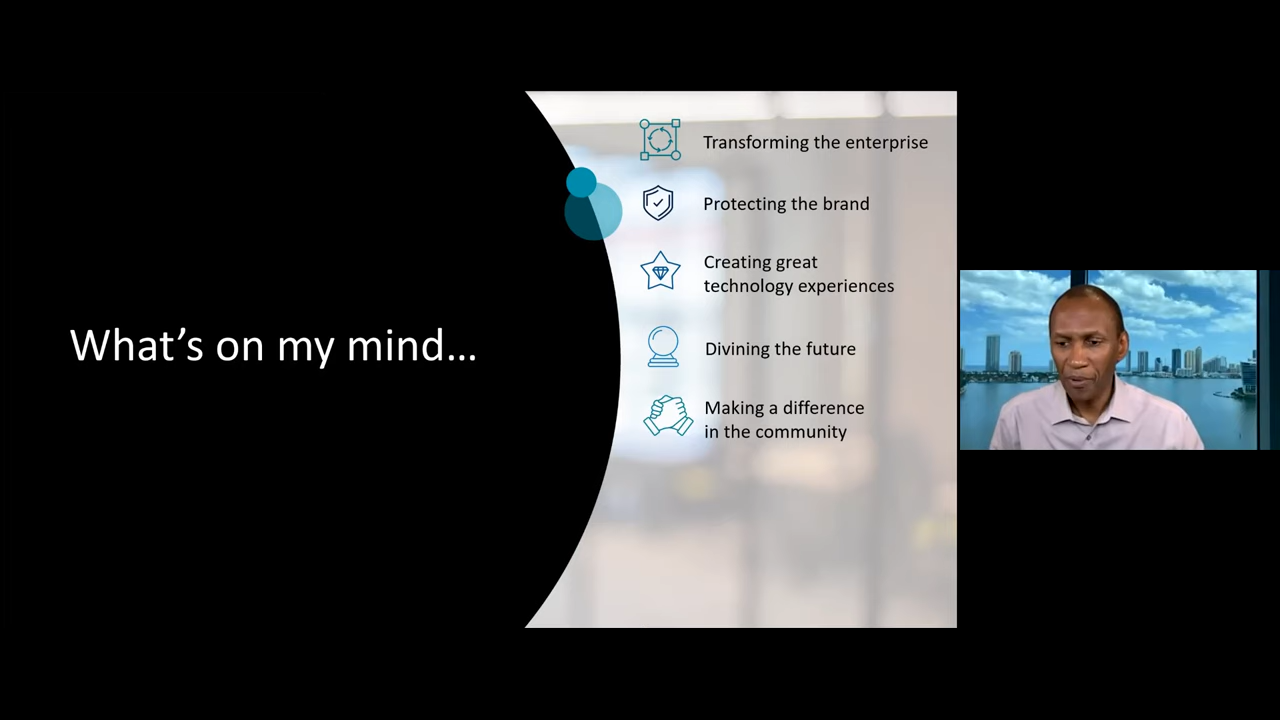 What's on my mind...
Transforming the enterprise
Protecting the brand
Creating great
technology experiences
Divining the future
Making a difference
in the community